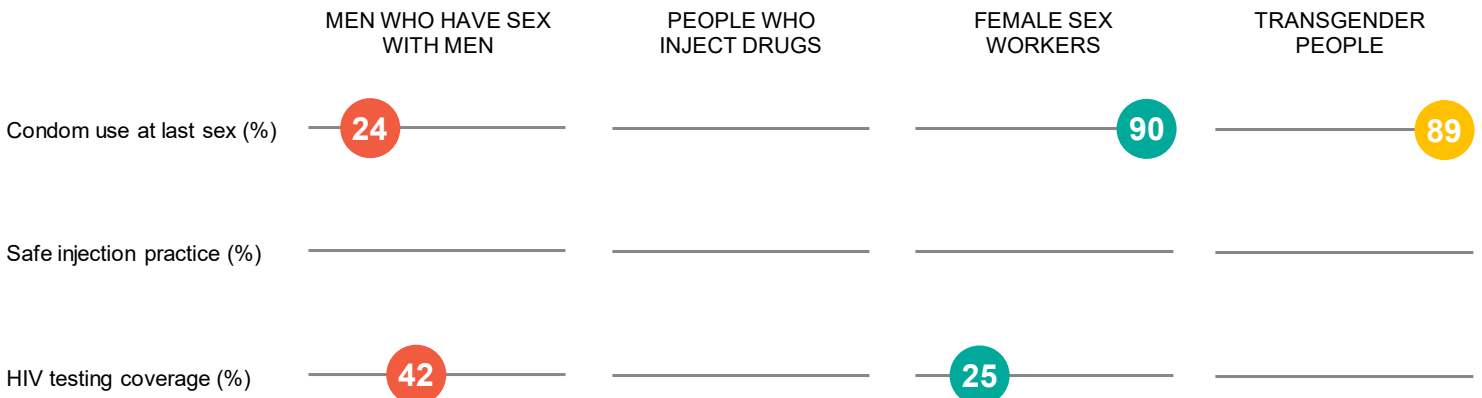 MEN WHO HAVE SEX
WITH MEN
PEOPLE WHO
INJECT DRUGS
FEMALE SEX
WORKERS
TRANSGENDER
PEOPLE
Condom use at last sex (%)
24
90
89
Safe injection practice (%)
HIV testing coverage (%)
42
25